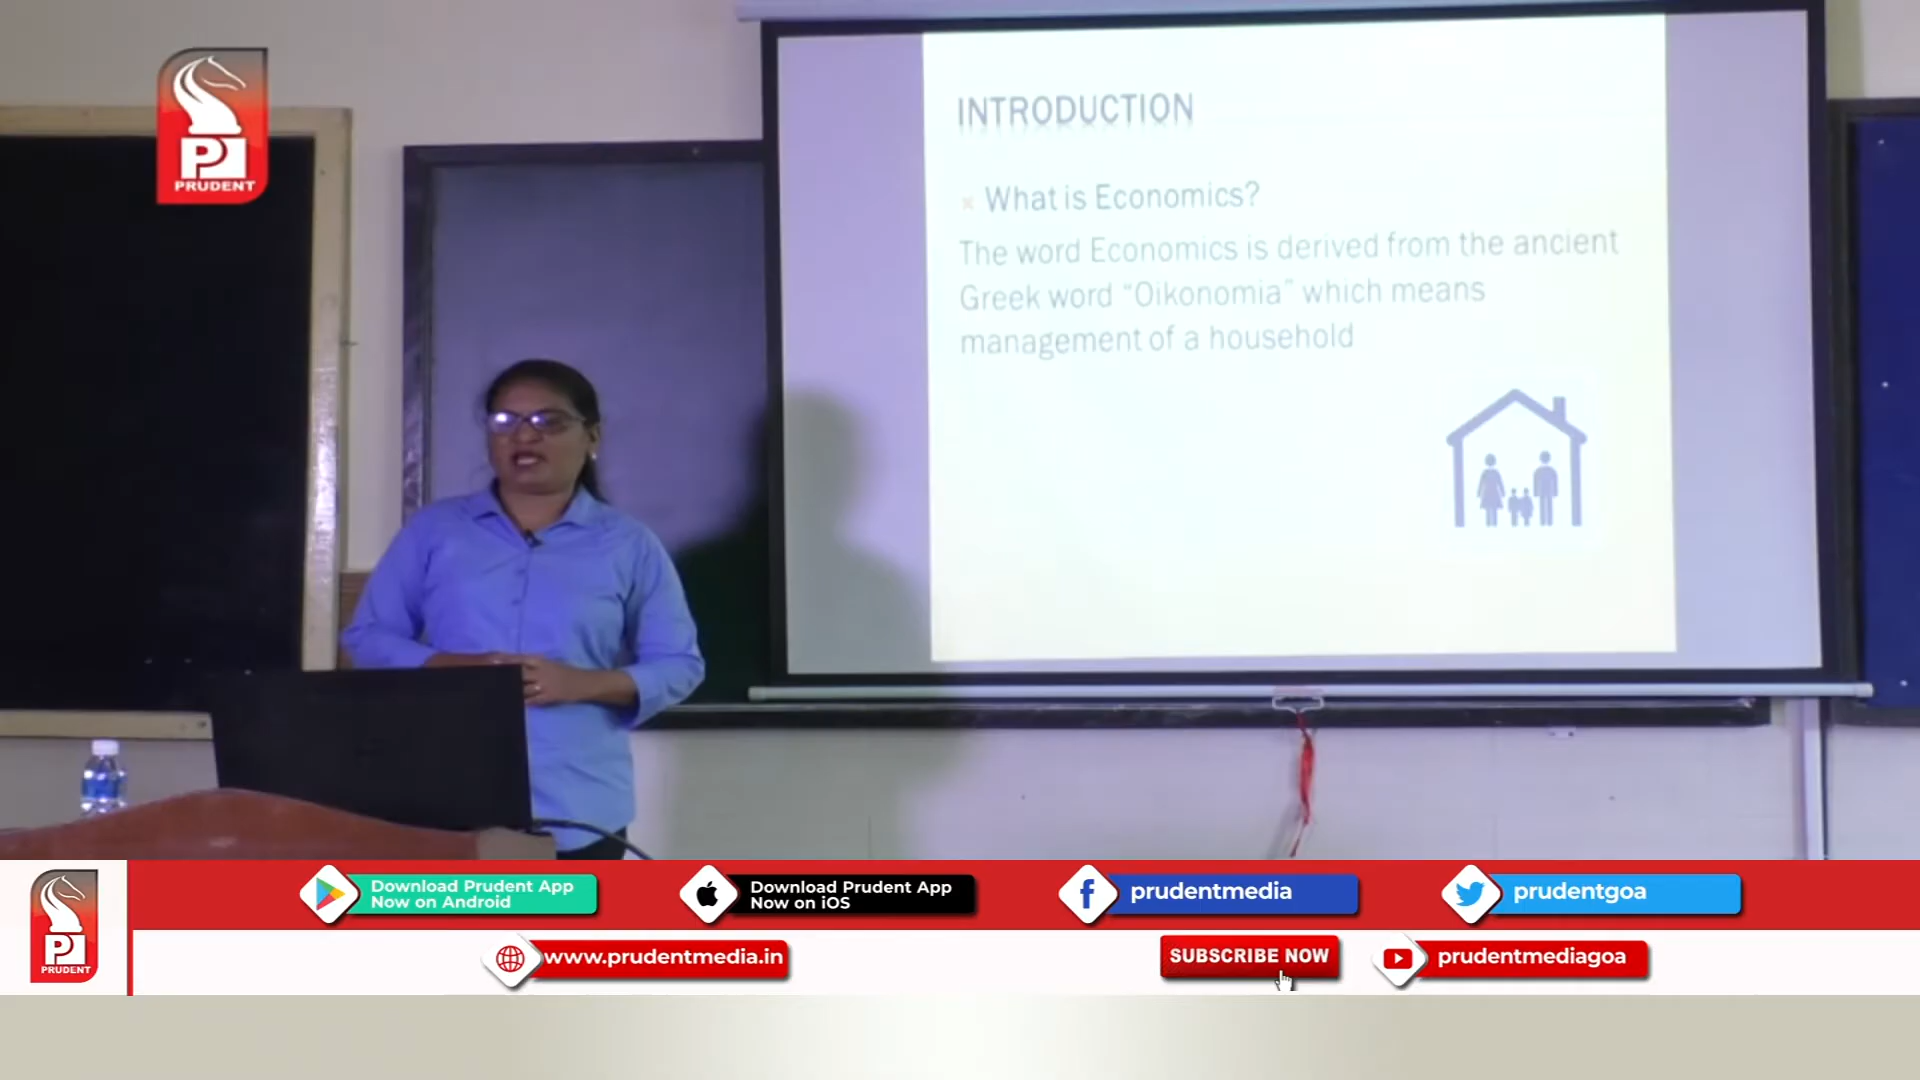 PRUDENT
INTRODUCTION
What is Economics?
The word Economics is derived from the ancient
Greek word “Oikonomia” which means
management of a household
PRUDENT
Download Prudent App
Now on Android
Download Prudent App
Now on iOS
prudentmedia
prudentgoa
www.prudentmedia.in
SUBSCRIBE NOW
prudentmediagoa